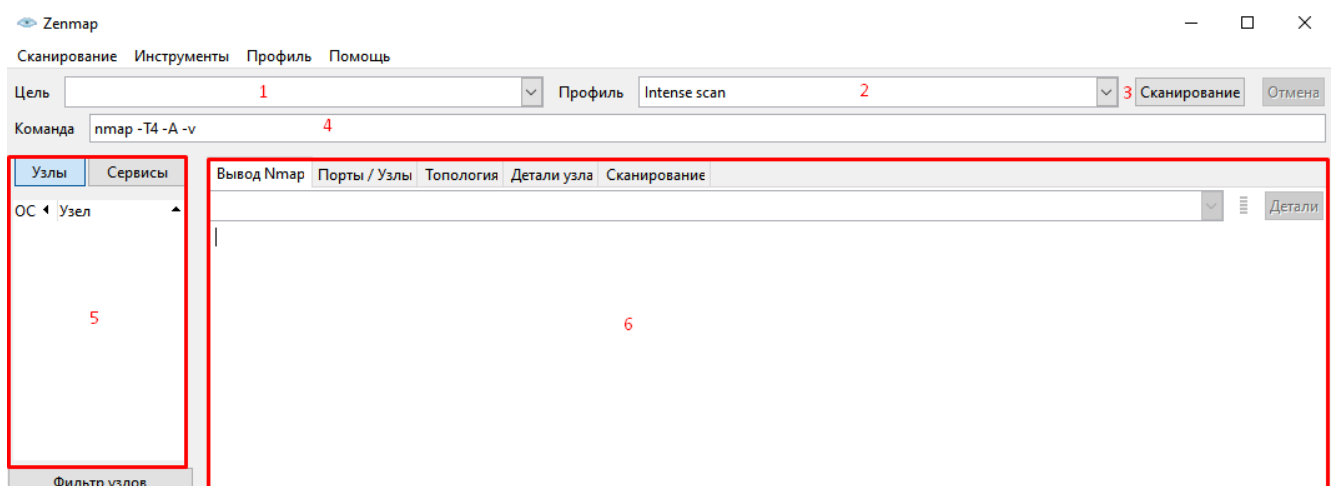 Zenmap
Сканирование Инструменты Профиль Помощь
Цель 1 Профиль Intense scan 2 3 Сканирование Отмена
Команда nmap -T4 -A -v 4
Узлы Сервисы Вывод Nmap Порты / Узлы Топология Детали узла Сканирование
ОС Узел Детали
5 6
Фильтр узлов